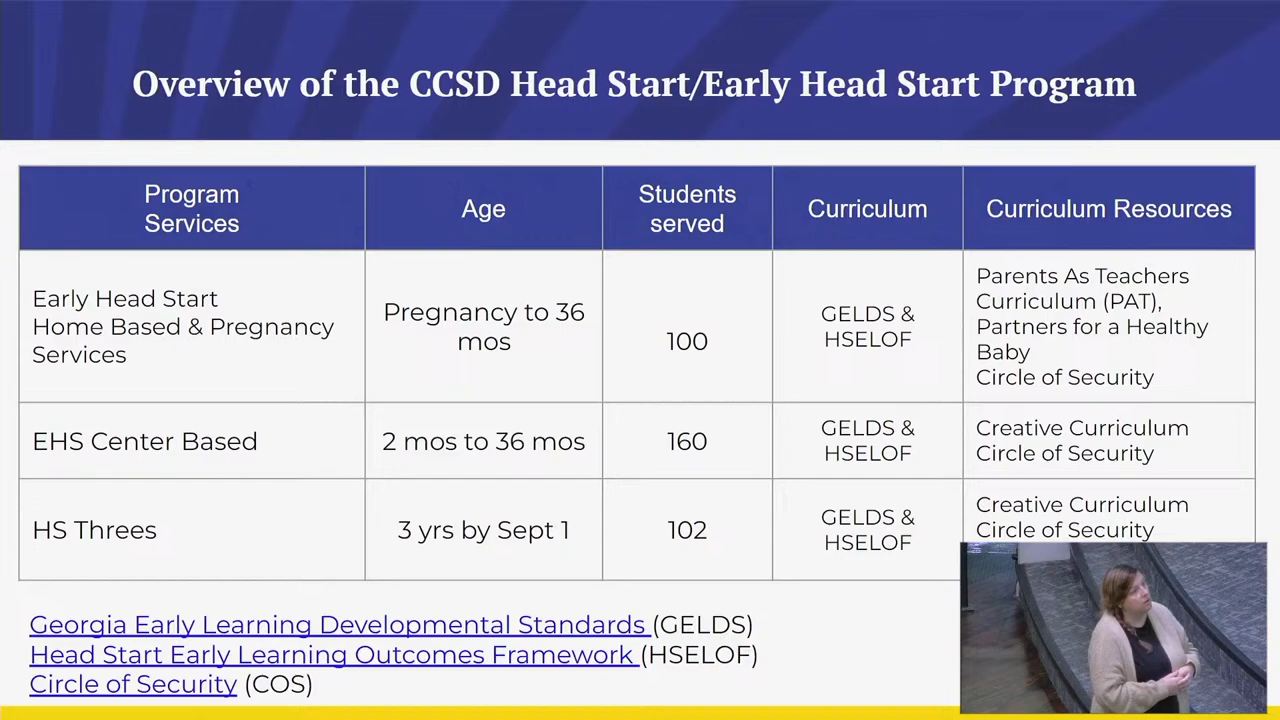 Overview of the CCSD Head Start/Early Head Start Program
Program
Services
Age
Students
served
Curriculum
Curriculum Resources
Early Head Start
Home Based & Pregnancy
Services
Pregnancy to 36
mos
100
GELDS &
HSELOF
Parents As Teachers
Curriculum (PAT),
Partners for a Healthy
Baby
Circle of Security
EHS Center Based
2 mos to 36 mos
160
GELDS &
HSELOF
Creative Curriculum
Circle of Security
HS Threes
3 yrs by Sept 1
102
GELDS &
HSELOF
Creative Curriculum
Circle of Security
Georgia Early Learning Developmental Standards (GELDS)
Head Start Early Learning Outcomes Framework (HSELOF)
Circle of Security (COS)